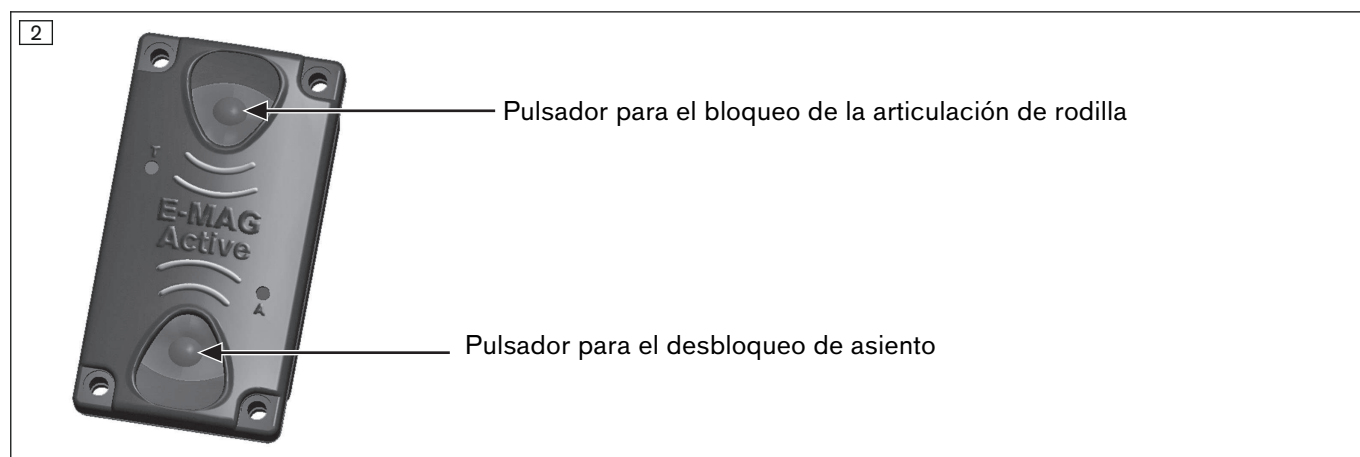 2
Pulsador para el bloqueo de la articulación de rodilla
T
E-MAG
Active
A
Pulsador para el desbloqueo de asiento